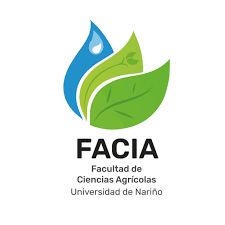 FACIA
Facultad de
Ciencias Agrícolas
Universidad de Nariño